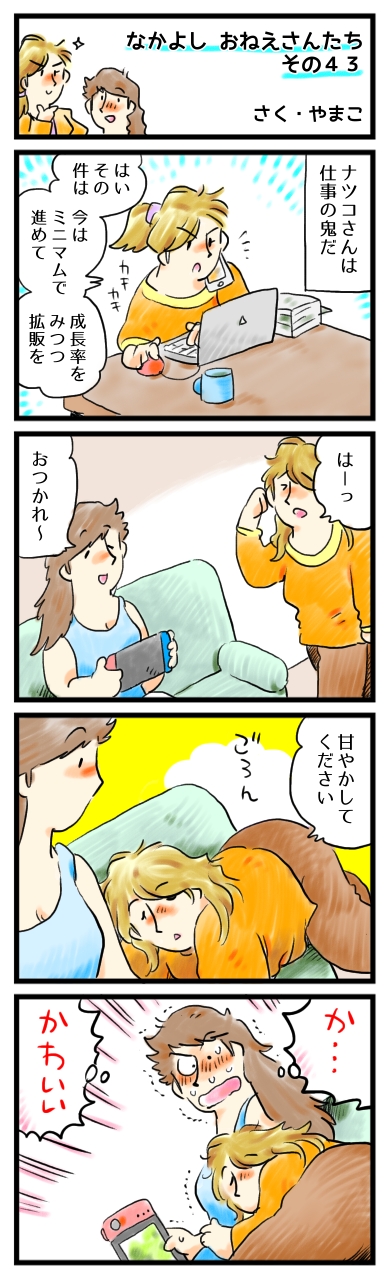 なかよし おねえさんたち
その４３
さく・やまこ
ナツコさんは
仕事の鬼だ
はい
その
件は
今は
ミニマムで
進めて
成長率を
みつつ
拡販を
カキ
カキ
はーっ
おつかれ～
甘やかして
ください
ごろん
か…
かわいい